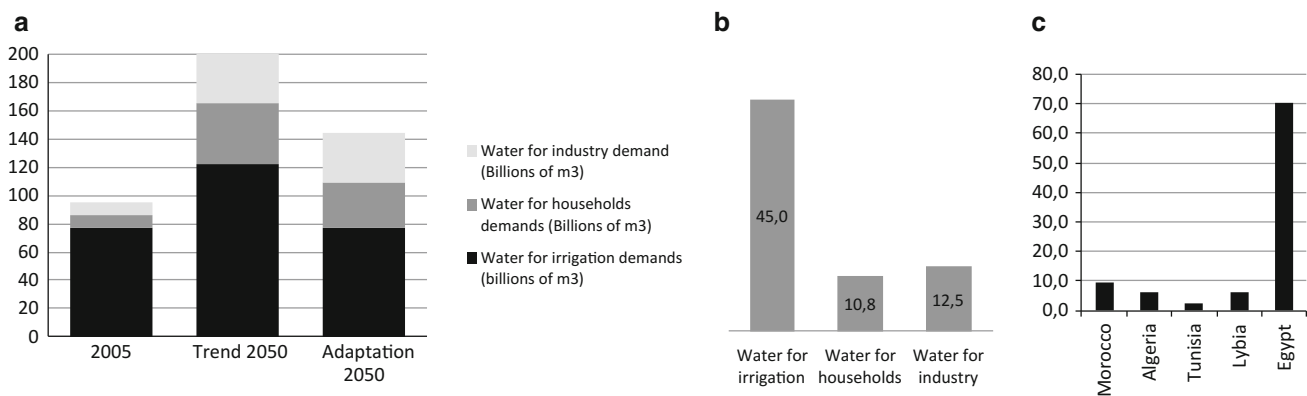 a
200
180
160
140
120
100
80
60
40
20
0
2005
Trend 2050
Adaptation
2050
Water for industry demand
(Billions of m3)
Water for households
demands (Billions of m3)
Water for irrigation demands
(billions of m3)
b
45,0
10,8
12,5
Water for
irrigation
Water for
households
Water for
industry
c
80,0
70,0
60,0
50,0
40,0
30,0
20,0
10,0
0,0
Morocco
Algeria
Tunisia
Lybia
Egypt